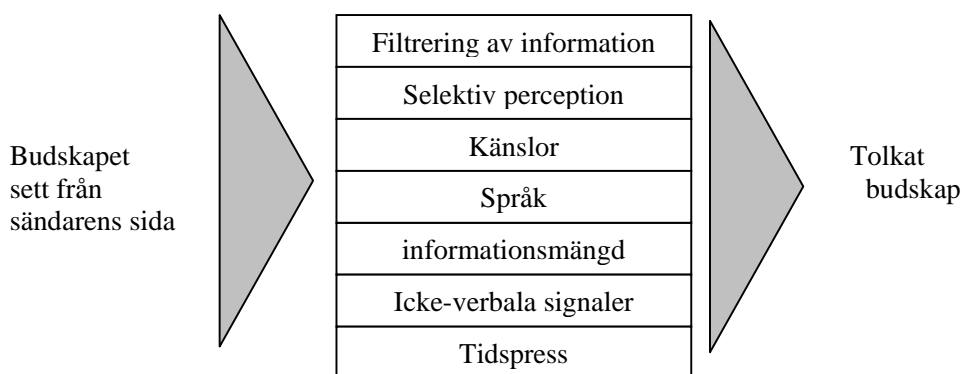 Budskapet
sett från
sändarens sida
Filtrering av information
Selektiv perception
Känslor
Språk
informationsmängd
Icke-verbala signaler
Tidspress
Tolkat
budskap